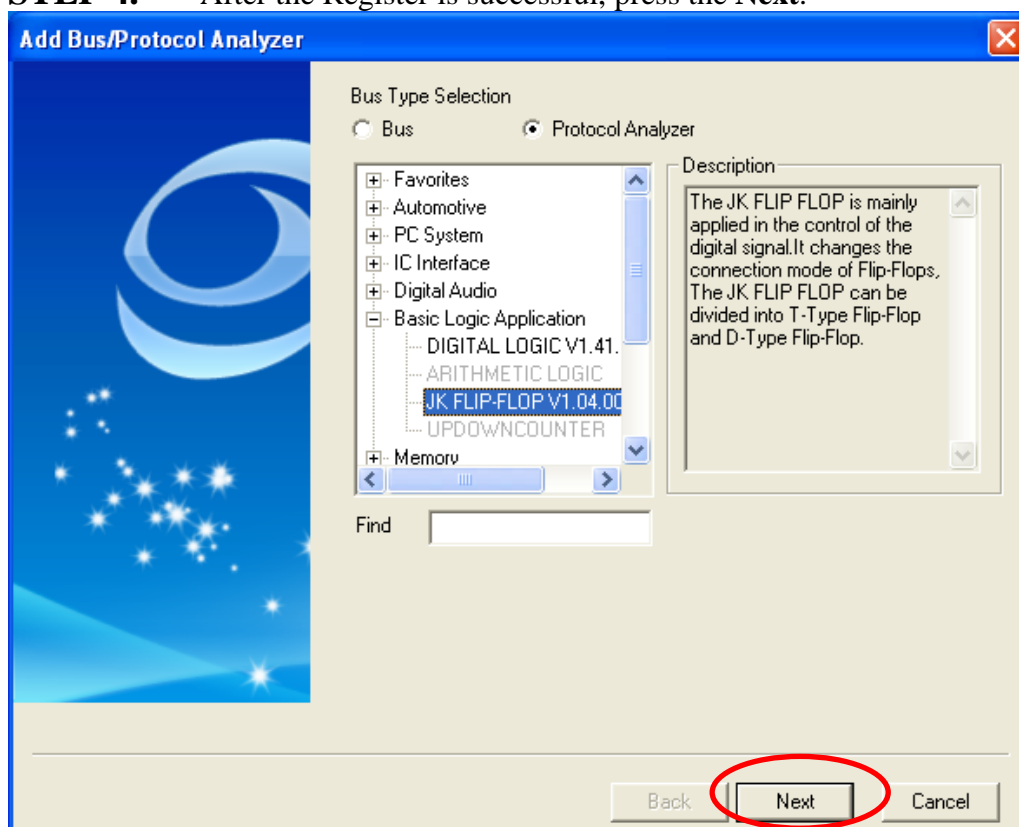 STEP 4. After the Register is successful, press the Next.
Add Bus/Protocol Analyzer
Bus Type Selection
Bus
Protocol Analyzer
Favorites
Automotive
PC System
IC Interface
Digital Audio
Basic Logic Application
DIGITAL LOGIC V1.41.
ARITHMETIC LOGIC
JK FLIP-FLOP V1.04.00
UPDOWNCOUNTER
Memory
Find
Description
The JK FLIP FLOP is mainly
applied in the control of the
digital signal.It changes the
connection mode of Flip-Flops,
The JK FLIP FLOP can be
divided into T-Type Flip-Flop
and D-Type Flip-Flop.
Back
Next
Cancel